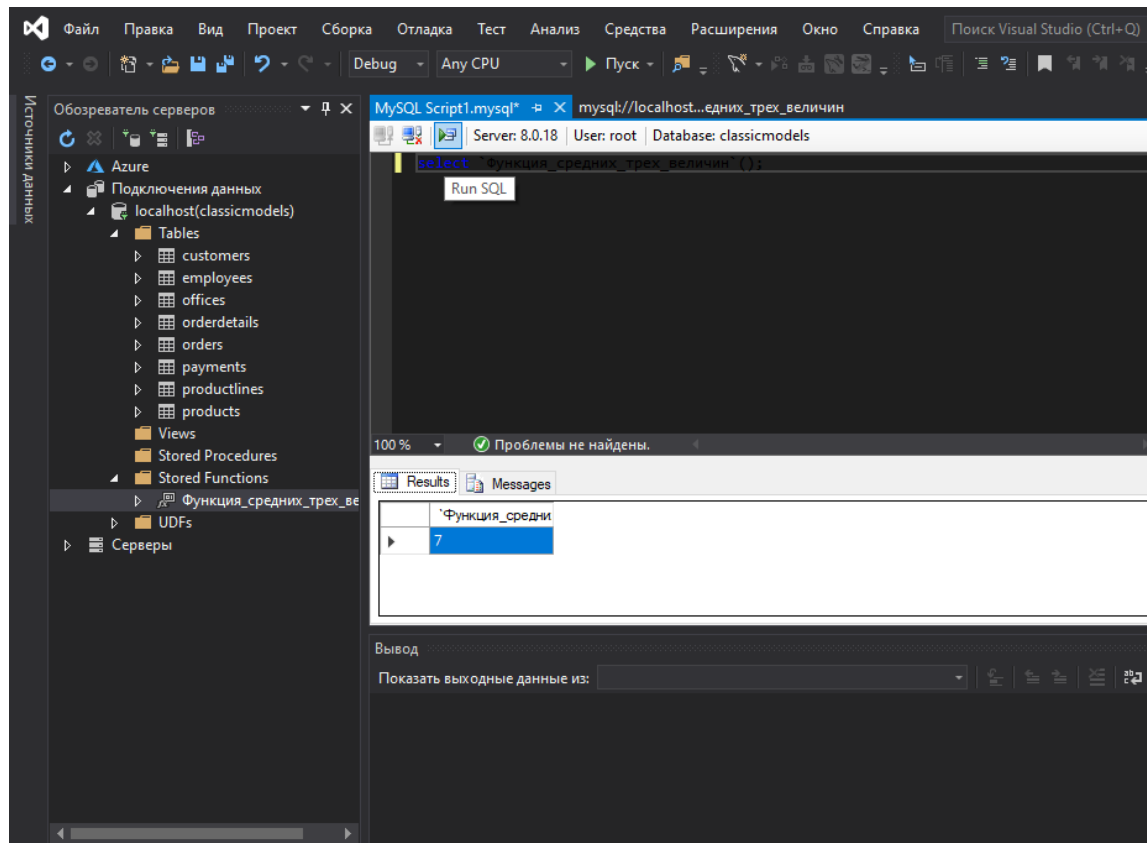 Файл Правка Вид Проект Сборка Отладка Тест Анализ Средства Расширения Окно Справка Поиск Visual Studio (Ctrl+Q)
Debug Any CPU Пуск
Источники данных
Обозреватель серверов
Azure
Подключения данных
localhost(classicmodels)
Tables
customers
employees
offices
orderdetails
orders
payments
productlines
products
Views
Stored Procedures
Stored Functions
Функция_средних_трех_ве
UDFs
Серверы
MySQL Script1.mysql* mysql://localhost...едних_трех_величин
Server: 8.0.18 User: root Database: classicmodels
select `Функция_средних_трех_величин`();
Run SQL
100 % Проблемы не найдены.
Results Messages
`Функция_средни
7
Вывод
Показать выходные данные из: